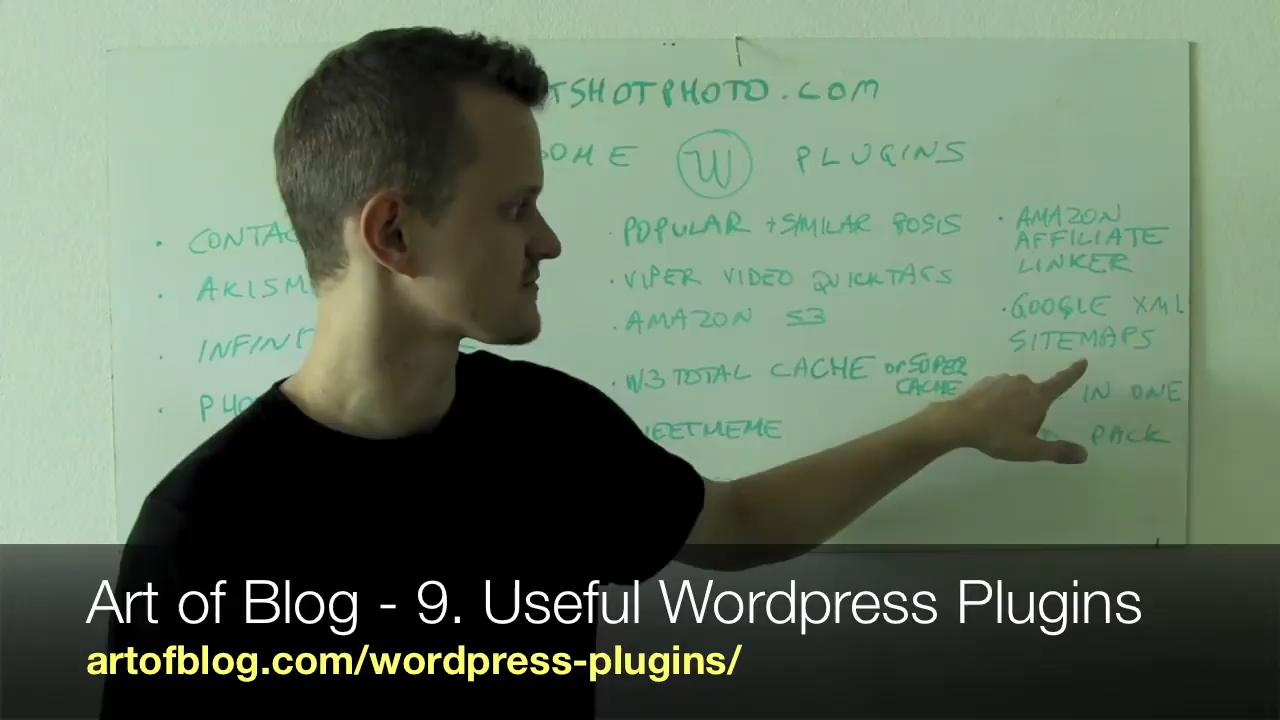 TSHOTPHOTO.COM
OME W PLUGINS
• CONTAC
• AKISM
• INFINI
• PHO
• POPULAR + SIMILAR POSTS
• VIPER VIDEO QUICKTAGS
• AMAZON S3
• W3 TOTAL CACHE or SUPER
CACHE
EETMEME
• AMAZON
AFFILIATE
LINKER
• GOOGLE XML
SITEMAPS
IN ONE
PACK
Art of Blog - 9. Useful Wordpress Plugins
artofblog.com/wordpress-plugins/